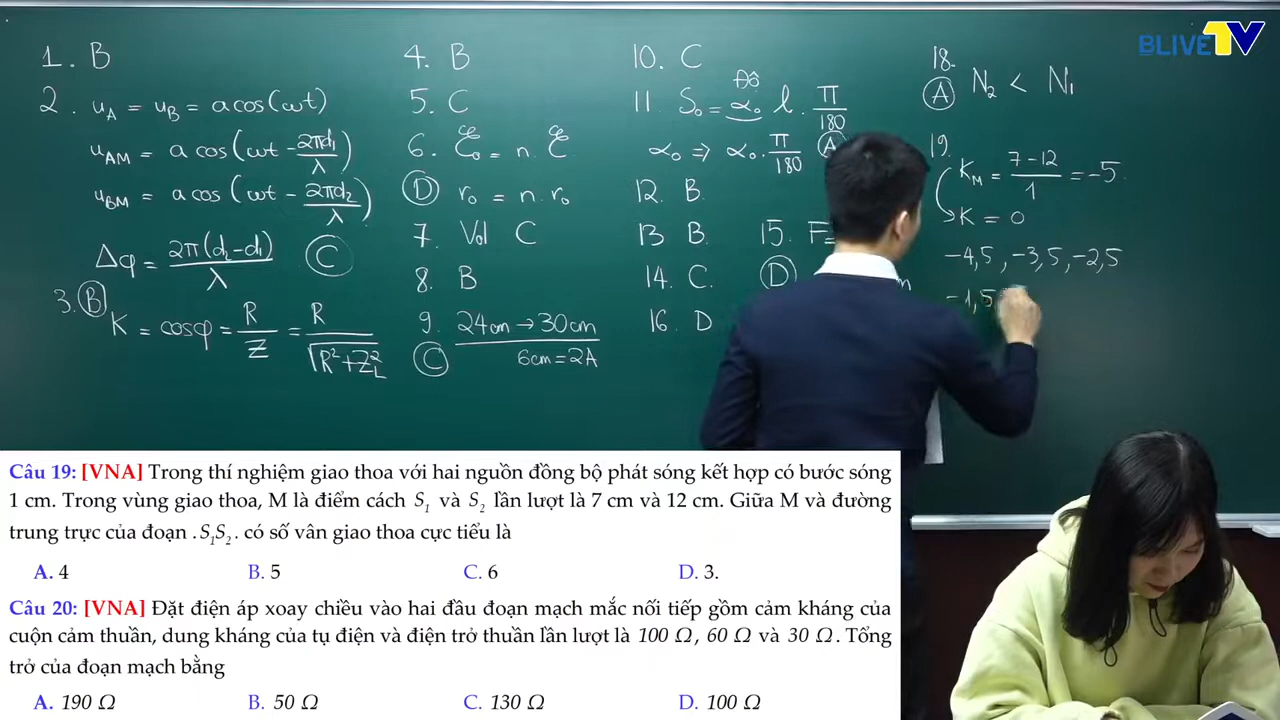 BLIVE TV
1. B
2. u_A = u_B = a cos(ωt)
u_AM = a cos(ωt - 2πd₁/λ)
u_BM = a cos(ωt - 2πd₂/λ)
Δφ = 2π(d₂-d₁)/λ C
3. B K = cosφ = R/Z = R/√(R²+Z_L²)
4. B
5. C
6. ℰ₀ = n.ℰ
D r₀ = n.r₀
7. Vol C
8. B
9. 24cm → 30cm
C 6cm = 2A
10. C
Độ
11. S₀ = α₀ l . π/180
α₀ => α₀ . π/180 A
12. B.
13 B.
14. C.
16. D
15. F=
D
18.
A N₂ < N₁
19.
K_M = 7-12/1 = -5.
K = 0
-4,5, -3,5, -2,5
-1,5
Câu 19: [VNA] Trong thí nghiệm giao thoa với hai nguồn đồng bộ phát sóng kết hợp có bước sóng
1 cm. Trong vùng giao thoa, M là điểm cách S₁ và S₂ lần lượt là 7 cm và 12 cm. Giữa M và đường
trung trực của đoạn .S₁S₂. có số vân giao thoa cực tiểu là
A. 4 B. 5 C. 6 D. 3.
Câu 20: [VNA] Đặt điện áp xoay chiều vào hai đầu đoạn mạch mắc nối tiếp gồm cảm kháng của
cuộn cảm thuần, dung kháng của tụ điện và điện trở thuần lần lượt là 100 Ω, 60 Ω và 30 Ω. Tổng
trở của đoạn mạch bằng
A. 190 Ω B. 50 Ω C. 130 Ω D. 100 Ω